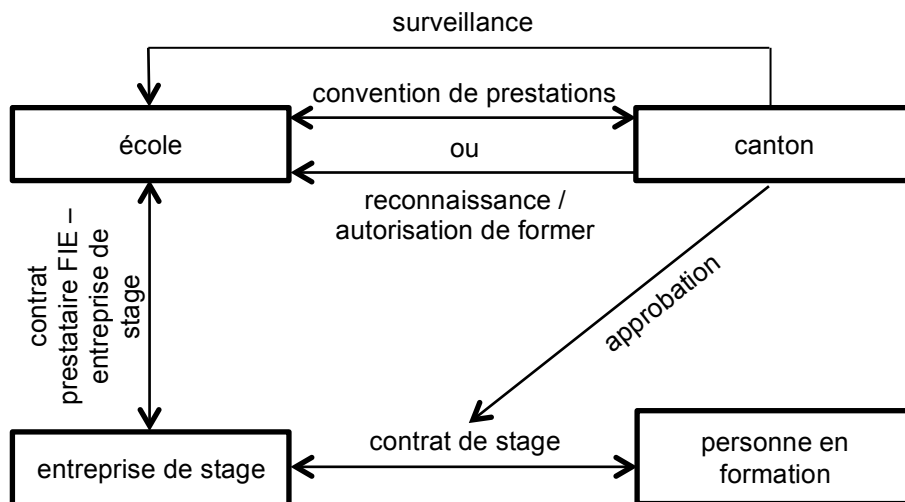 surveillance
convention de prestations
école
ou
canton
reconnaissance /
autorisation de former
contrat
prestataire FIE –
entreprise de
stage
approbation
entreprise de stage
contrat de stage
personne en
formation